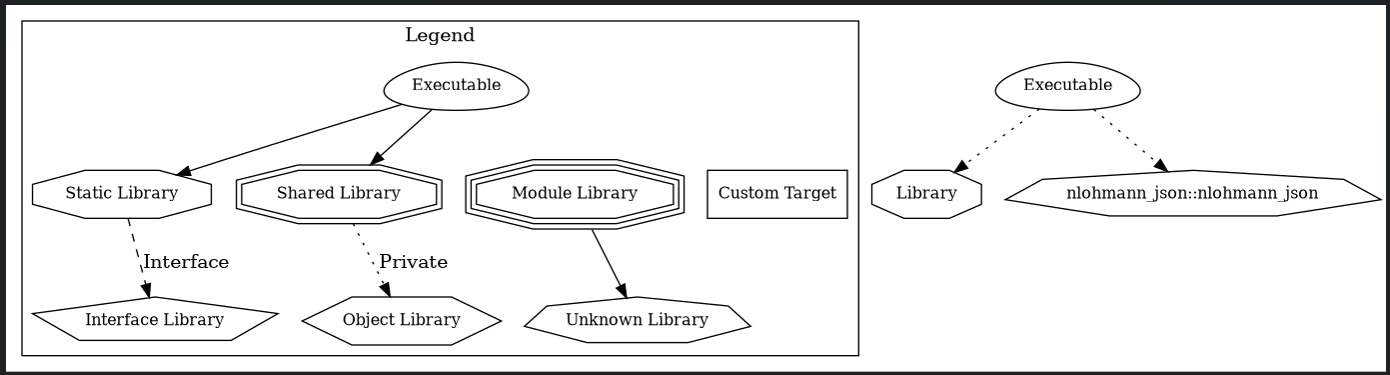 Legend
Executable
Static Library
Shared Library
Module Library
Custom Target
Interface
Private
Interface Library
Object Library
Unknown Library
Executable
Library
nlohmann_json::nlohmann_json